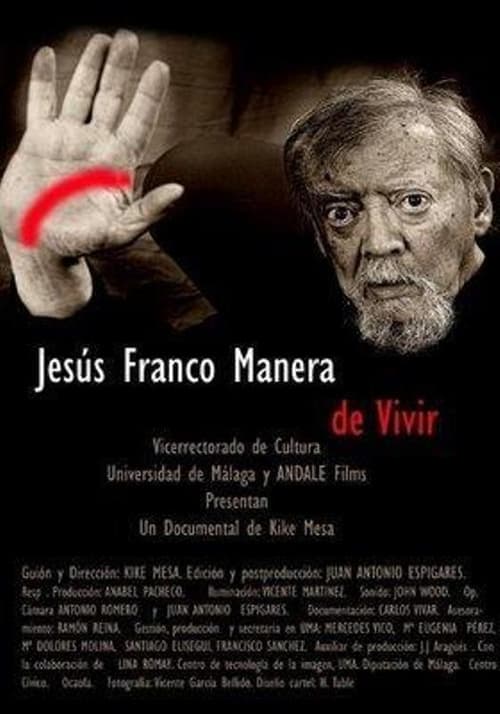 Jesús Franco Manera
de Vivir
Vicerrectorado de Cultura
Universidad de Málaga y ANDALE Films
Presentan
Un Documental de Kike Mesa
Guión y Dirección: KIKE MESA. Edición y postproducción: JUAN ANTONIO ESPIGARES.
Resp . Producción: ANABEL PACHECO. Iluminación: VICENTE MARTINEZ. Sonido: JOHN WOOD. Op.
Cámara ANTONIO ROMERO y JUAN ANTONIO ESPIGARES. Documentación: CARLOS VIVAR. Asesora-
miento: RAMÓN REINA. Gestión, producción y secretaria en UMA: MERCEDES VICO, Mª EUGENIA PÉREZ,
Mª DOLORES MOLINA, SANTIAGO ELISEGUI, FRANCISCO SANCHEZ. Auxiliar de producción: J.J Aragües . Con
la colaboración de LINA ROMAY. Centro de tecnología de la imagen, UMA. Diputación de Málaga. Centro
Cívico. Ocaola. Fotografía: Vicente García Bellido. Diseño cartel: H. Table